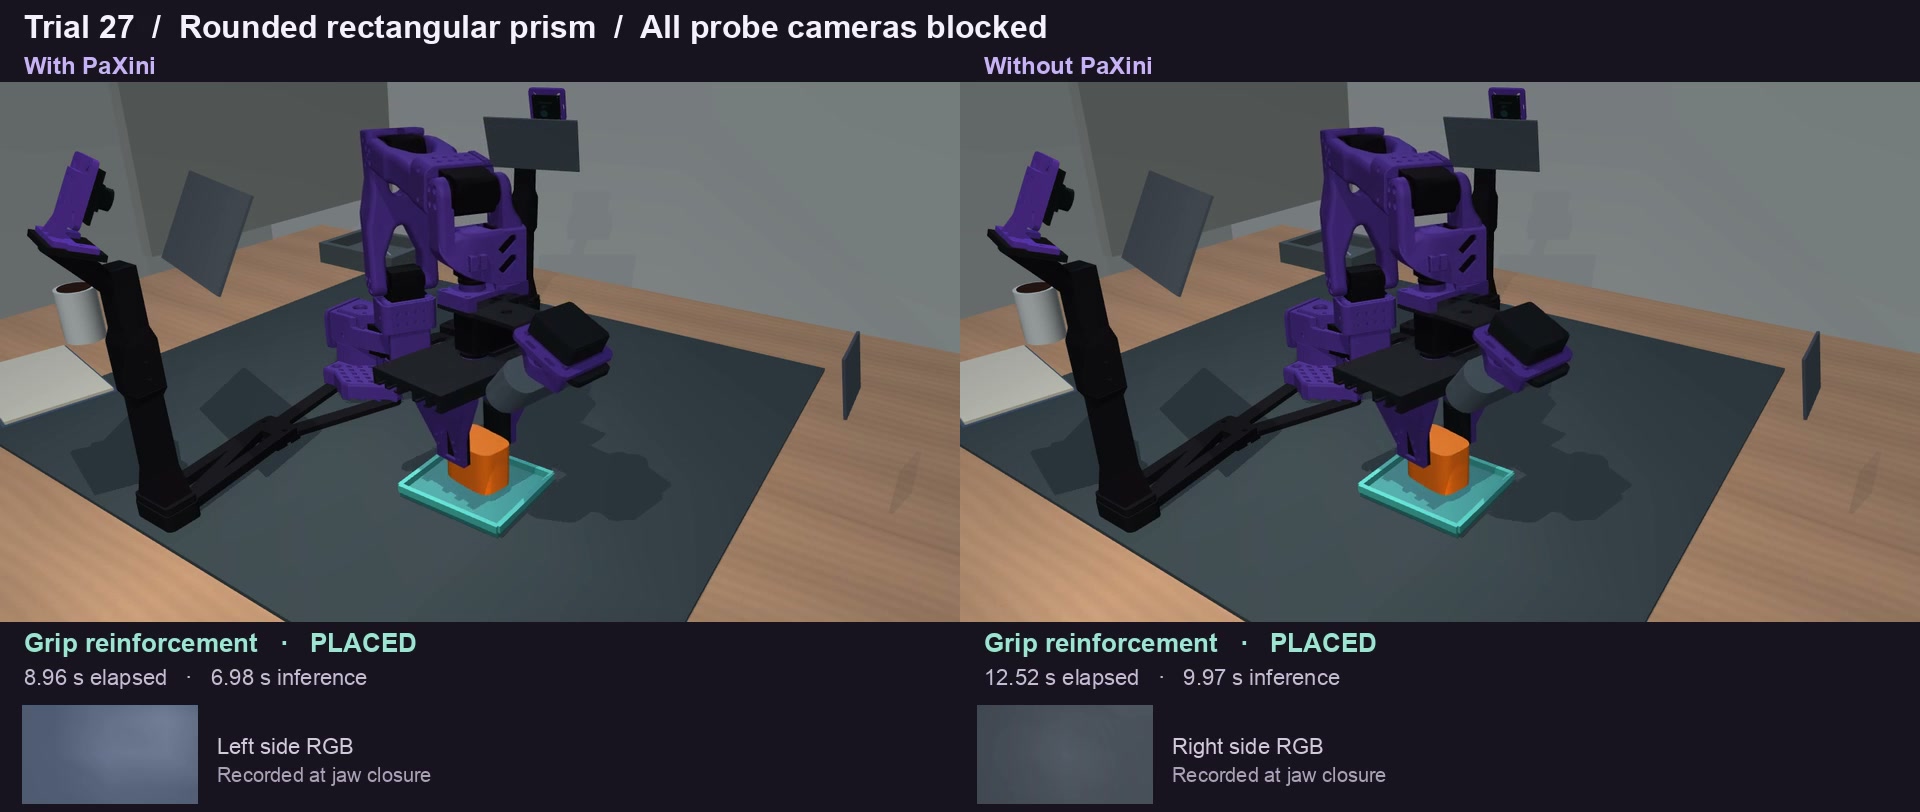 Trial 27 / Rounded rectangular prism / All probe cameras blocked
With PaXini
Without PaXini
Grip reinforcement · PLACED
8.96 s elapsed · 6.98 s inference
Grip reinforcement · PLACED
12.52 s elapsed · 9.97 s inference
Left side RGB
Recorded at jaw closure
Right side RGB
Recorded at jaw closure